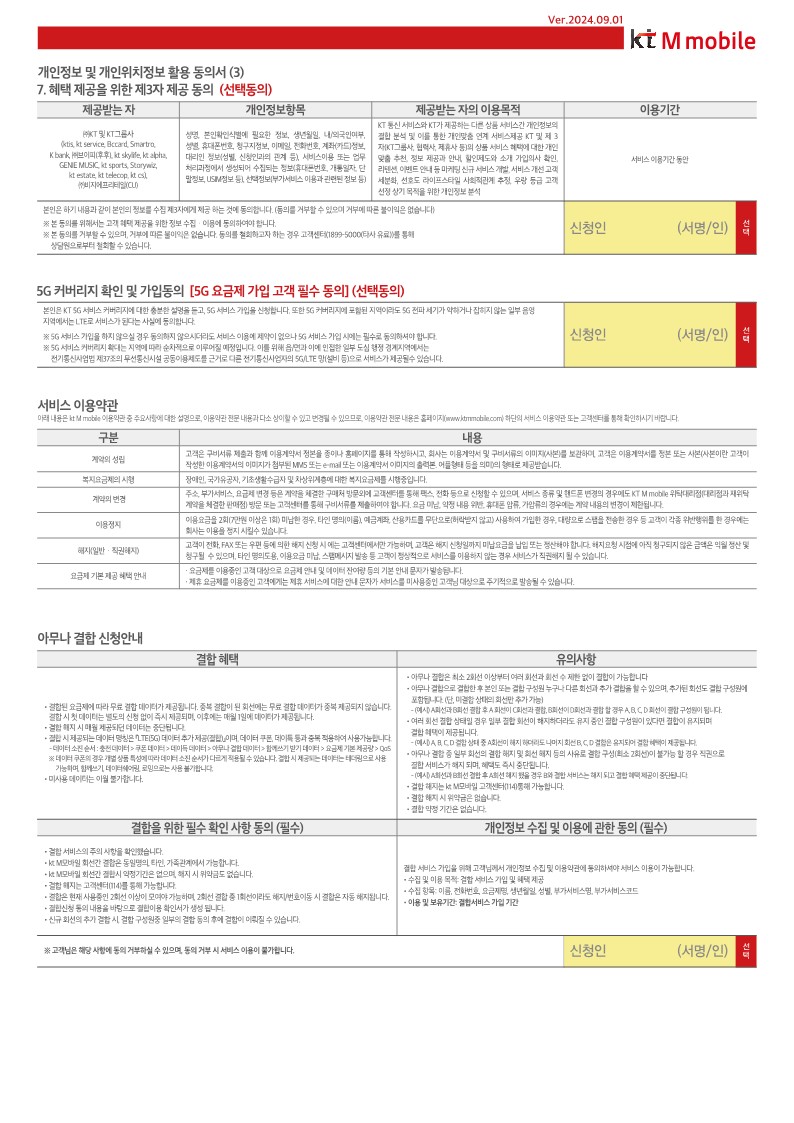 Ver.2024.09.01
kt M mobile
개인정보 및 개인위치정보 활용 동의서 (3)
7. 혜택 제공을 위한 제3자 제공 동의 (선택동의)
제공받는 자 개인정보항목 제공받는 자의 이용목적 이용기간
㈜KT 및 KT그룹사
(ktis, kt service, Bccard, Smartro,
K bank, ㈜브이피(후후), kt skylife, kt alpha,
GENIE MUSIC, kt sports, Storywiz,
kt estate, kt telecop, kt cs),
㈜비지에프리테일(CU)
성명, 본인확인식별에 필요한 정보, 생년월일, 내/외국인여부,
성별, 휴대폰번호, 청구지정보, 이메일, 전화번호, 계좌(카드)정보,
대리인 정보(성별, 신청인과의 관계 등), 서비스이용 또는 업무
처리과정에서 생성되어 수집되는 정보(휴대폰번호, 개통일자, 단
말정보, USIM정보 등), 선택정보(부가서비스 이용과 관련된 정보 등)
KT 통신 서비스와 KT가 제공하는 다른 상품 서비스간 개인정보의
결합 분석 및 이를 통한 개인맞춤 연계 서비스제공 KT 및 제 3
자(KT그룹사, 협력사, 제휴사 등)의 상품 서비스 혜택에 대한 개인
맞춤 추천, 정보 제공과 안내, 할인제도와 소개 가입의사 확인,
리텐션, 이벤트 안내 등 마케팅 신규 서비스 개발, 서비스 개선 고객
세분화, 선호도 라이프스타일 사회적관계 추정, 우량 등급 고객
선정 상기 목적을 위한 개인정보 분석
서비스 이용기간 동안
본인은 하기 내용과 같이 본인의 정보를 수집 제3자에게 제공 하는 것에 동의합니다. (동의를 거부할 수 있으며 거부에 따른 불이익은 없습니다)
※ 본 동의를 위해서는 고객 혜택 제공을 위한 정보 수집ㆍ이용에 동의하여야 합니다.
※ 본 동의를 거부할 수 있으며, 거부에 따른 불이익은 없습니다. 동의를 철회하고자 하는 경우 고객센터(1899-5000(타사 유료))를 통해
상담원으로부터 철회할 수 있습니다.
신청인 (서명/인) 선택
5G 커버리지 확인 및 가입동의 [5G 요금제 가입 고객 필수 동의] (선택동의)
본인은 KT 5G 서비스 커버리지에 대한 충분한 설명을 듣고, 5G 서비스 가입을 신청합니다. 또한 5G 커버리지에 포함된 지역이라도 5G 전파 세기가 약하거나 잡히지 않는 일부 음영
지역에서는 LTE로 서비스가 된다는 사실에 동의합니다.
※ 5G 서비스 가입을 하지 않으실 경우 동의하지 않으시더라도 서비스 이용에 제약이 없으나 5G 서비스 가입 시에는 필수로 동의하셔야 합니다.
※ 5G 서비스 커버리지 확대는 지역에 따라 순차적으로 이루어질 예정입니다. 이를 위해 읍/면과 이에 인접한 일부 도심 행정 경계지역에서는
전기통신사업법 제37조의 무선통신시설 공동이용제도를 근거로 다른 전기통신사업자의 5G/LTE 망(설비 등)으로 서비스가 제공될수 있습니다.
신청인 (서명/인) 선택
서비스 이용약관
아래 내용은 kt M mobile 이용약관 중 주요사항에 대한 설명으로, 이용약관 전문 내용과 다소 상이할 수 있고 변경될 수 있으므로, 이용약관 전문 내용은 홈페이지(www.ktmmobile.com) 하단의 서비스 이용약관 또는 고객센터를 통해 확인하시기 바랍니다.
구분 내용
계약의 성립
고객은 구비서류 제출과 함께 이용계약서 정본을 종이나 홈페이지를 통해 작성하시고, 회사는 이용계약서 및 구비서류의 이미지(사본)를 보관하며, 고객은 이용계약서를 정본 또는 사본(사본이란 고객이
작성한 이용계약서의 이미지가 첨부된 MMS 또는 e-mail 또는 이용계약서 이미지의 출력본. 어플형태 등을 의미)의 형태로 제공받습니다.
복지요금제의 시행
장애인, 국가유공자, 기초생활수급자 및 차상위계층에 대한 복지요금제를 시행중입니다.
계약의 변경
주소, 부가서비스, 요금제 변경 등은 계약을 체결한 구매처 방문외에 고객센터를 통해 팩스, 전화 등으로 신청할 수 있으며, 서비스 종류 및 핸드폰 변경의 경우에도 KT M mobile 위탁대리점(대리점과 재위탁
계약을 체결한 판매점) 방문 또는 고객센터를 통해 구비서류를 제출하여야 합니다. 요금 미납, 약정 내용 위반, 휴대폰 압류, 가압류의 경우에는 계약 내용의 변경이 제한됩니다.
이용정지
이용요금을 2회(7만원 이상은 1회) 미납한 경우, 타인 명의(이름), 예금계좌, 선용카드를 무단으로(허락받지 않고) 사용하여 가입한 경우, 대량으로 스팸을 전송한 경우 등 고객이 각종 위반행위를 한 경우에는
회사는 이용을 정지 시킬수 있습니다.
해지(일반ㆍ직권해지)
고객이 전화, FAX 또는 우편 등에 의한 해지 신청 시 에는 고객센터에서만 가능하며, 고객은 해지 신청일까지 미납요금을 납입 또는 정산해야 합니다. 해지요청 시점에 아직 청구되지 않은 금액은 익월 정산 및
청구될 수 있으며, 타인 명의도용, 이용요금 미납, 스팸메시지 발송 등 고객이 정상적으로 서비스를 이용하지 않는 경우 서비스가 직권해지 될 수 있습니다.
요금제 기본 제공 혜택 안내
· 요금제를 이용중인 고객 대상으로 요금제 안내 및 데이터 잔여량 등의 기본 안내 문자가 발송됩니다.
· 제휴 요금제를 이용중인 고객에게는 제휴 서비스에 대한 안내 문자가 서비스를 미사용중인 고객님 대상으로 주기적으로 발송될 수 있습니다.
아무나 결합 신청안내
결합 혜택 유의사항
• 결합된 요금제에 따라 무료 결합 데이터가 제공됩니다. 중복 결합이 된 회선에는 무료 결합 데이터가 중복 제공되지 않습니다.
결합 시 첫 데이터는 별도의 신청 없이 즉시 제공되며, 이후에는 매월 1일에 데이터가 제공됩니다.
• 결합 해지 시 매월 제공되던 데이터는 중단됩니다.
• 결합 시 제공되는 데이터 명칭은 「LTE(5G) 데이터 추가 제공(결합)」이며, 데이터 쿠폰, 데이득 등과 중복 적용하여 사용가능합니다.
- 데이터 소진 순서 : 충전 데이터 > 쿠폰 데이터 > 데이득 데이터 > 아무나 결합 데이터 > 함께쓰기 받기 데이터 > 요금제 기본 제공량 > QoS
※ 데이터 쿠폰의 경우 개별 상품 특성에 따라 데이터 소진 순서가 다르게 적용될 수 있습니다. 결합 시 제공되는 데이터는 테더링으로 사용
가능하며, 함께쓰기, 데이터쉐어링, 로밍으로는 사용 불가합니다.
• 미사용 데이터는 이월 불가합니다.
• 아무나 결합은 최소 2회선 이상부터 여러 회선과 회선 수 제한 없이 결합이 가능합니다
• 아무나 결합으로 결합한 후 본인 또는 결합 구성원 누구나 다른 회선과 추가 결합을 할 수 있으며, 추가된 회선도 결합 구성원에
포함됩니다. (단, 미결합 상태의 회선만 추가 가능)
- (예시) A회선과 B회선 결합 후 A 회선이 C회선과 결합, B회선이 D회선과 결합 할 경우 A, B, C, D 회선이 결합 구성원이 됩니다.
• 여러 회선 결합 상태일 경우 일부 결합 회선이 해지하더라도 유지 중인 결합 구성원이 있다면 결합이 유지되며
결합 혜택이 제공됩니다.
- (예시) A, B, C, D 결합 상태 중 A회선이 해지 하더라도 나머지 회선 B, C, D 결합은 유지되어 결합 혜택이 제공됩니다.
• 아무나 결합 중 일부 회선의 결합 해지 및 회선 해지 등의 사유로 결합 구성(최소 2회선)이 불가능 할 경우 직권으로
결합 서비스가 해지 되며, 혜택도 즉시 중단됩니다.
- (예시) A회선과 B회선 결합 후 A회선이 해지 했을 경우 B와 결합 서비스는 해지 되고 결합 혜택 제공이 중단됩니다
• 결합 해지는 kt M모바일 고객센터(114)통해 가능합니다.
• 결합 해지 시 위약금은 없습니다.
• 결합 약정 기간은 없습니다.
결합을 위한 필수 확인 사항 동의 (필수) 개인정보 수집 및 이용에 관한 동의 (필수)
• 결합 서비스의 주의 사항을 확인했습니다.
• kt M모바일 회선간 결합은 동일명의, 타인, 가족관계에서 가능합니다.
• kt M모바일 회선간 결합시 약정기간은 없으며, 해지 시 위약금도 없습니다.
• 결합 해지는 고객센터(114)를 통해 가능합니다.
• 결합은 현재 사용중인 2회선 이상이 모여야 가능하며, 2회선 결합 중 1회선이라도 해지/번호이동 시 결합은 자동 해지됩니다.
• 결합신청 동의 내용을 바탕으로 결합이용 확인서가 생성 됩니다.
• 신규 회선의 추가 결합 시, 결합 구성원중 일부의 결합 동의 후에 결합이 이뤄질 수 있습니다.
결합 서비스 가입을 위해 고객님께서 개인정보 수집 및 이용약관에 동의하셔야 서비스 이용이 가능합니다.
• 수집 및 이용 목적: 결합 서비스 가입 및 혜택 제공
• 수집 항목: 이름, 전화번호, 요금제명, 생년월일, 성별, 부가서비스명, 부가서비스코드
• 이용 및 보유기간: 결합서비스 가입 기간
※ 고객님은 해당 사항에 동의 거부하실 수 있으며, 동의 거부 시 서비스 이용이 불가합니다.
신청인 (서명/인) 선택